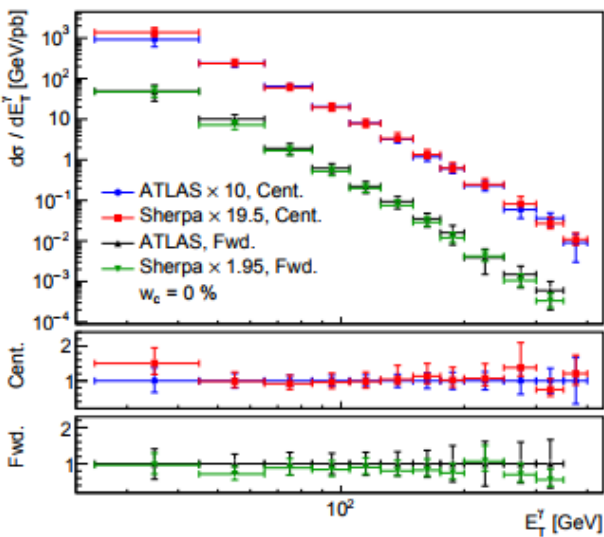 dσ / dE_T^γ [GeV/pb]
10³
10²
10
1
10⁻¹
10⁻²
10⁻³
10⁻⁴
ATLAS × 10, Cent.
Sherpa × 19.5, Cent.
ATLAS, Fwd.
Sherpa × 1.95, Fwd.
w_c = 0 %
Cent.
2
1
Fwd.
2
1
10²
E_T^γ [GeV]